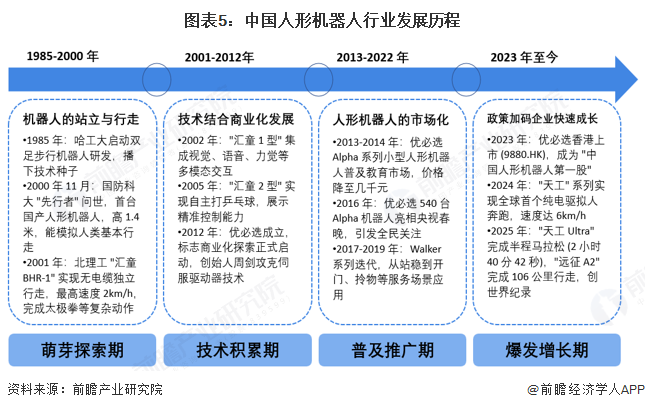 图表5：中国人形机器人行业发展历程
1985-2000 年
2001-2012年
2013-2022 年
2023 年至今
机器人的站立与行走
•1985 年：哈工大启动双
足步行机器人研发，播
下技术种子
•2000 年 11 月：国防科
大"先行者" 问世，首台
国产人形机器人，高 1.4
米，能模拟人类基本行
走
•2001 年：北理工 "汇童
BHR-1" 实现无电缆独立
行走，最高速度 2km/h，
完成太极拳等复杂动作
萌芽探索期
技术结合商业化发展
•2002 年："汇童 1 型" 集
成视觉、语音、力觉等
多模态交互
•2005 年："汇童 2 型" 实
现自主打乒乓球，展示
精准控制能力
•2012 年：优必选成立，
标志商业化探索正式启
动，创始人周剑攻克伺
服驱动器技术
技术积累期
人形机器人的市场化
•2013-2014 年：优必选
Alpha 系列小型人形机器
人普及教育市场，价格
降至几千元
•2016 年：优必选 540 台
Alpha 机器人亮相央视春
晚，引发全民关注
•2017-2019 年：Walker
系列迭代，从站稳到开
门、拎物等服务场景应
用
普及推广期
政策加码企业快速成长
•2023 年：优必选香港上
市 (9880.HK)，成为 "中
国人形机器人第一股"
•2024 年："天工" 系列实
现全球首个纯电驱拟人
奔跑，速度达 6km/h
•2025 年："天工 Ultra"
完成半程马拉松 (2 小时
40 分 42 秒)，"远征 A2"
完成 106 公里行走，创
世界纪录
爆发增长期
资料来源：前瞻产业研究院
@前瞻经济学人APP